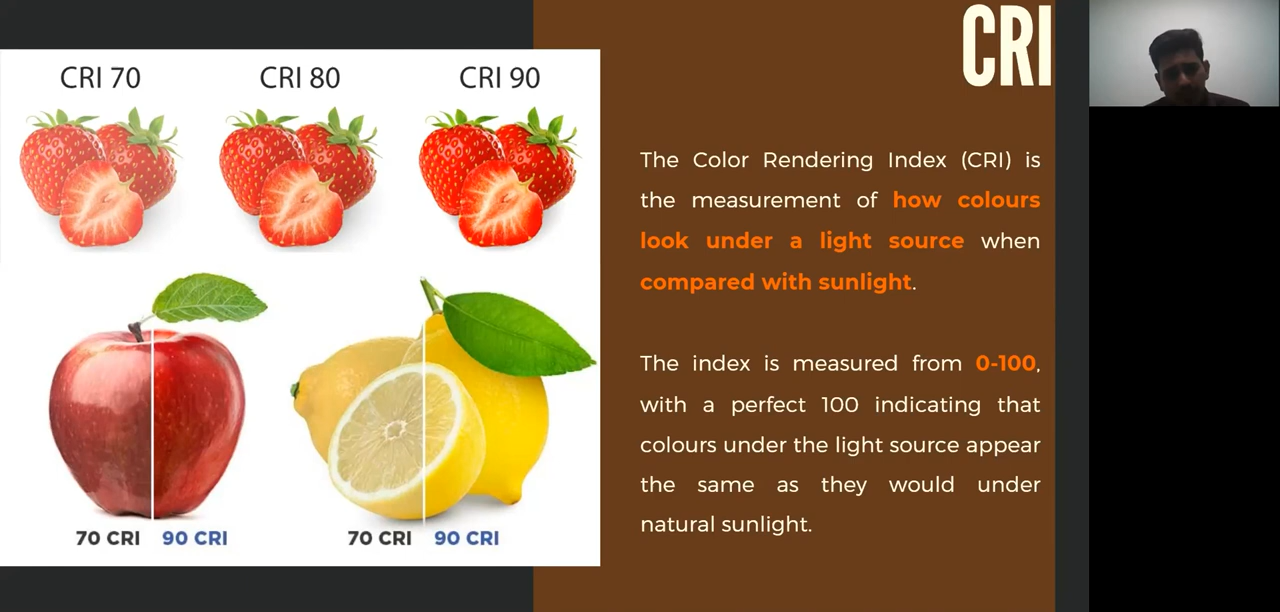 CRI
CRI 70
CRI 80
CRI 90
70 CRI
90 CRI
70 CRI
90 CRI
The Color Rendering Index (CRI) is
the measurement of how colours
look under a light source when
compared with sunlight.
The index is measured from 0-100,
with a perfect 100 indicating that
colours under the light source appear
the same as they would under
natural sunlight.